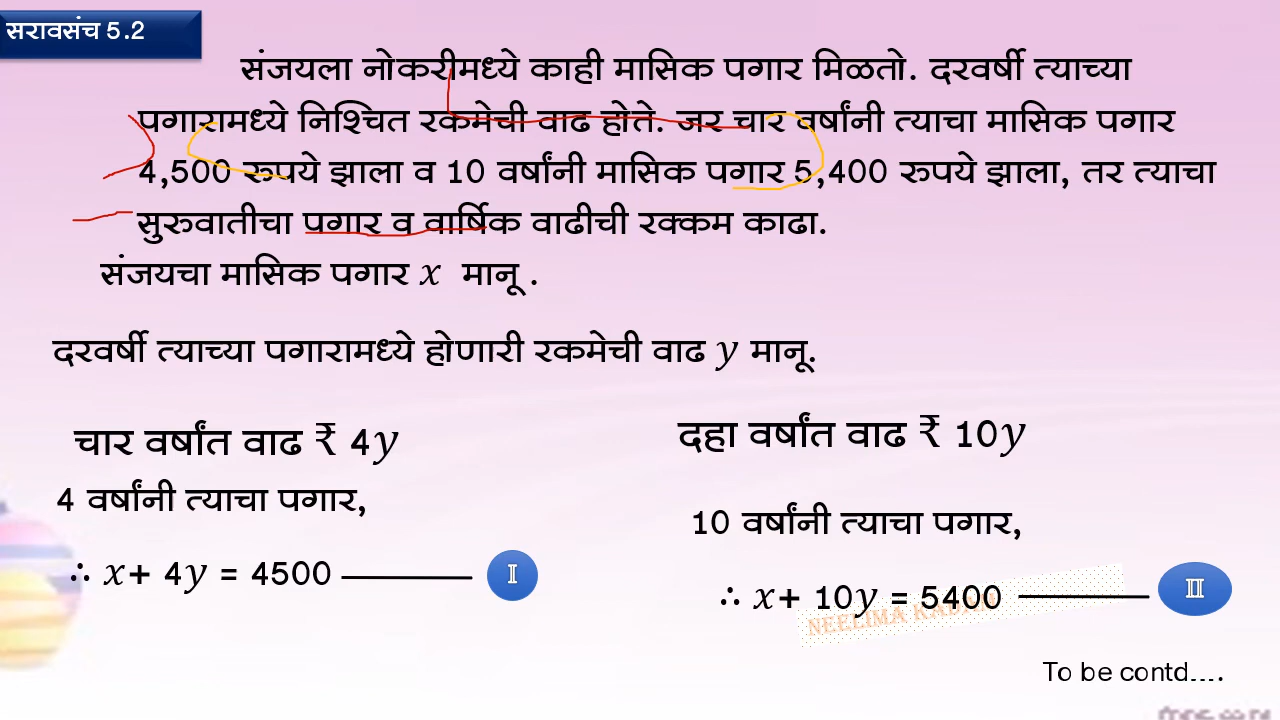 सरावसंच 5.2
संजयला नोकरीमध्ये काही मासिक पगार मिळतो. दरवर्षी त्याच्या
पगारामध्ये निश्चित रकमेची वाढ होते. जर चार वर्षांनी त्याचा मासिक पगार
4,500 रुपये झाला व 10 वर्षांनी मासिक पगार 5,400 रुपये झाला, तर त्याचा
सुरुवातीचा पगार व वार्षिक वाढीची रक्कम काढा.
संजयचा मासिक पगार x मानू .
दरवर्षी त्याच्या पगारामध्ये होणारी रकमेची वाढ y मानू.
चार वर्षांत वाढ ₹ 4y
4 वर्षांनी त्याचा पगार,
∴ x+ 4y = 4500 I
दहा वर्षांत वाढ ₹ 10y
10 वर्षांनी त्याचा पगार,
∴ x+ 10y = 5400 II
NEELIMA KADAM
To be contd....